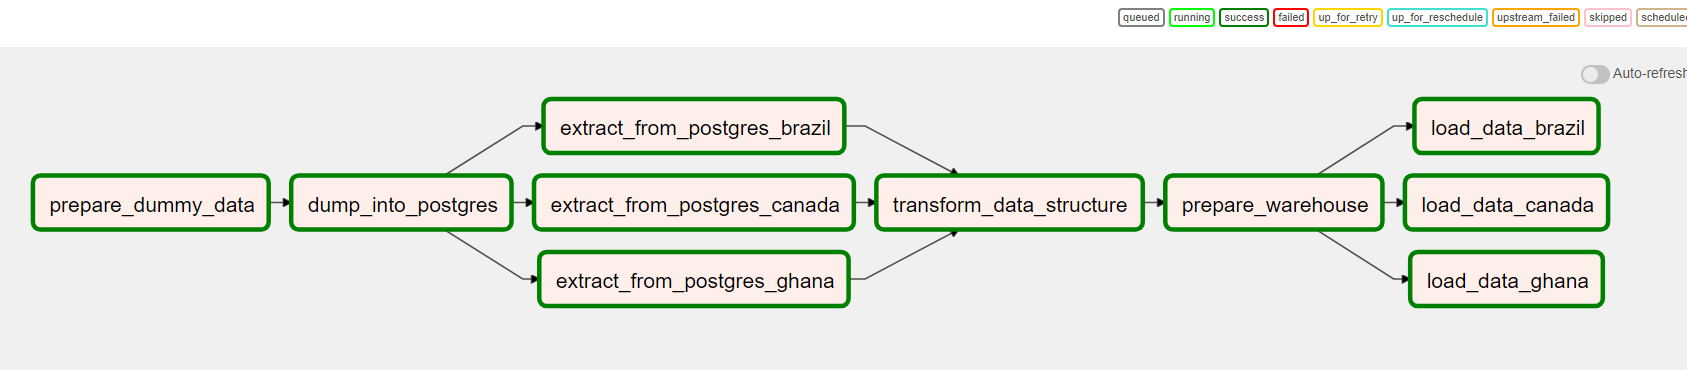 queued running success failed up_for_retry up_for_reschedule upstream_failed skipped
Auto-refresh
extract_from_postgres_brazil load_data_brazil
prepare_dummy_data dump_into_postgres extract_from_postgres_canada transform_data_structure prepare_warehouse load_data_canada
extract_from_postgres_ghana load_data_ghana